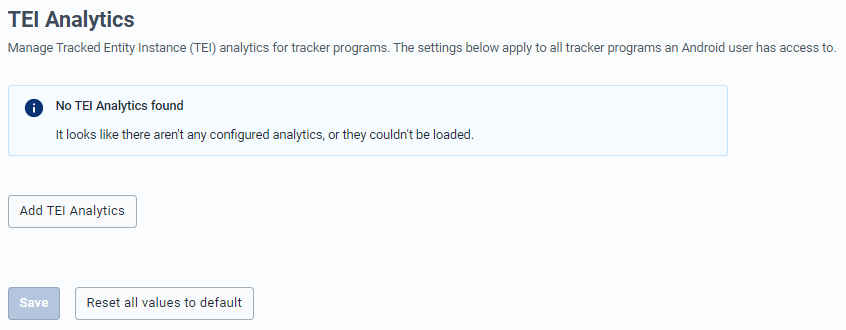 TEI Analytics
Manage Tracked Entity Instance (TEI) analytics for tracker programs. The settings below apply to all tracker programs an Android user has access to.
No TEI Analytics found
It looks like there aren't any configured analytics, or they couldn't be loaded.
Add TEI Analytics
Save
Reset all values to default